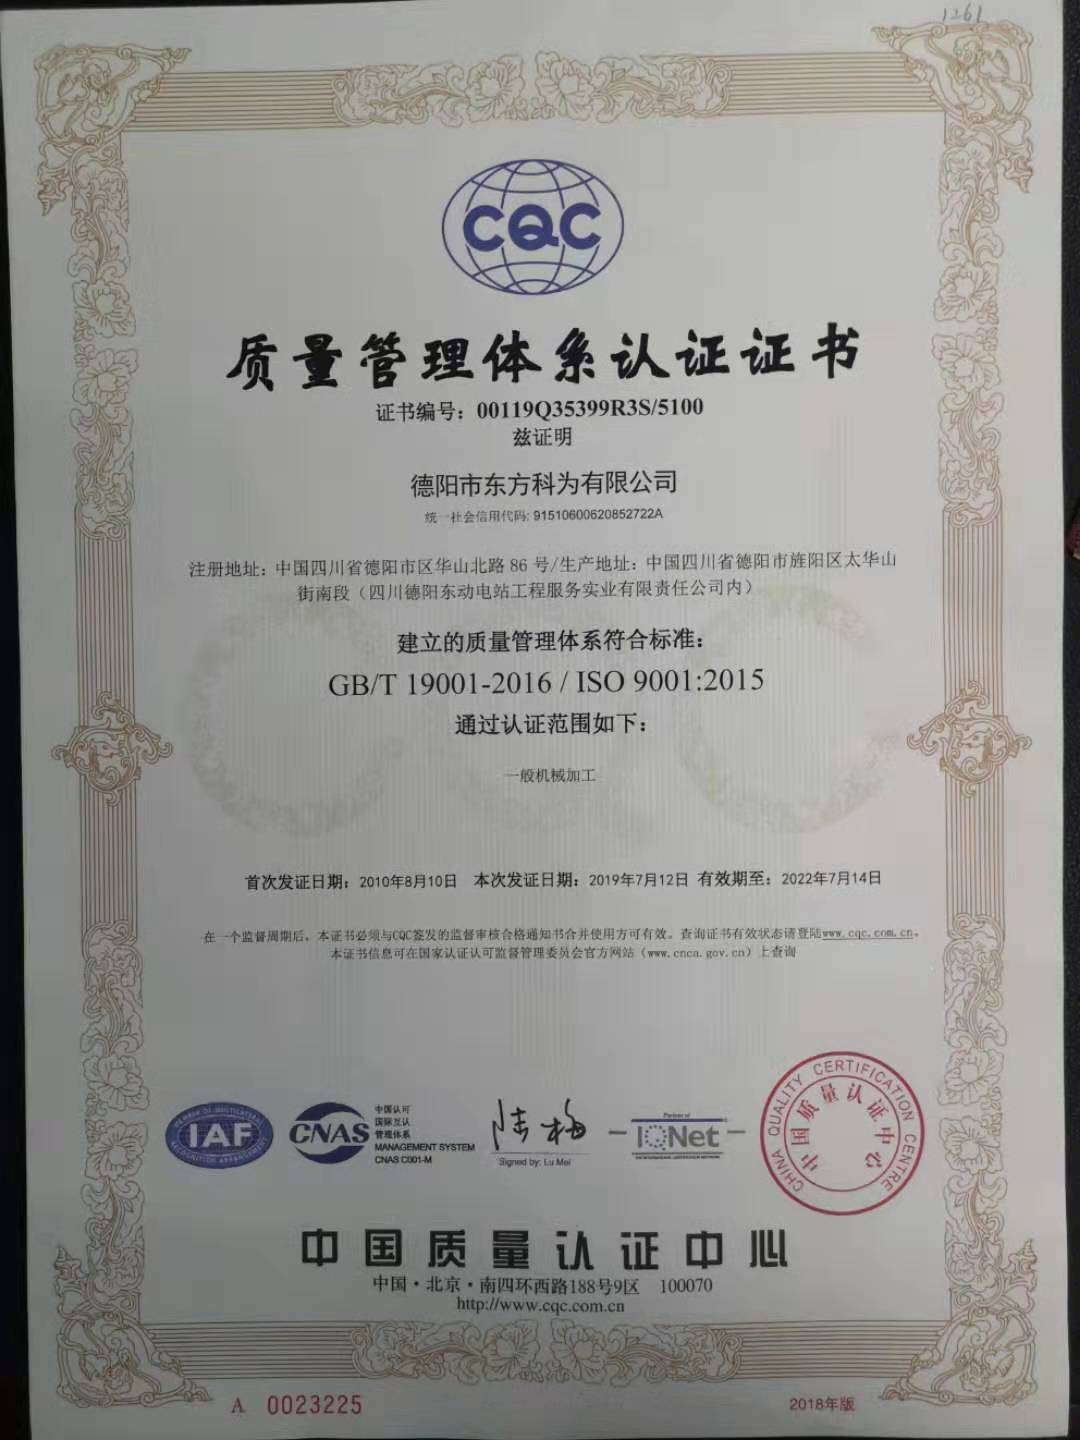 1261
CQC
质量管理体系认证证书
证书编号：00119Q35399R3S/5100
兹证明
德阳市东方科为有限公司
统一社会信用代码: 91510600620852722A
注册地址：中国四川省德阳市区华山北路 86 号/生产地址：中国四川省德阳市旌阳区太华山
街南段（四川德阳东动电站工程服务实业有限责任公司内）
建立的质量管理体系符合标准：
GB/T 19001-2016 / ISO 9001:2015
通过认证范围如下：
一般机械加工
首次发证日期：2010年8月10日 本次发证日期：2019年7月12日 有效期至：2022年7月14日
在一个监督周期后，本证书必须与CQC签发的监督审核合格通知书合并使用方可有效。查询证书有效状态请登陆www.cqc.com.cn。
本证书信息可在国家认证认可监督管理委员会官方网站（www.cnca.gov.cn）上查询
MEMBER OF MULTILATERAL
IAF
RECOGNITION ARRANGEMENT
CNAS
中国认可
国际互认
管理体系
MANAGEMENT SYSTEM
CNAS C001-M
陆梅
Signed by: Lu Mei
Partner of
IQNet
THE INTERNATIONAL CERTIFICATION NETWORK
CHINA QUALITY CERTIFICATION CENTRE
中国质量认证中心
中国质量认证中心
中国·北京·南四环西路188号9区 100070
http://www.cqc.com.cn
A 0023225
2018年版